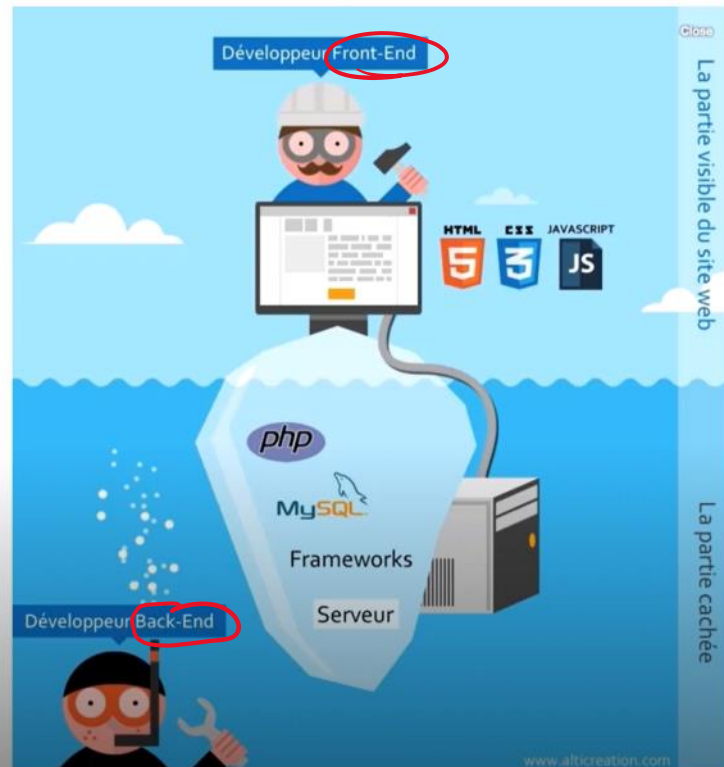 Close
Développeur Front-End
La partie visible du site web
HTML CSS JAVASCRIPT
5 3 JS
php
MySQL
Frameworks
Serveur
La partie cachée
Développeur Back-End
www.alticreation.com